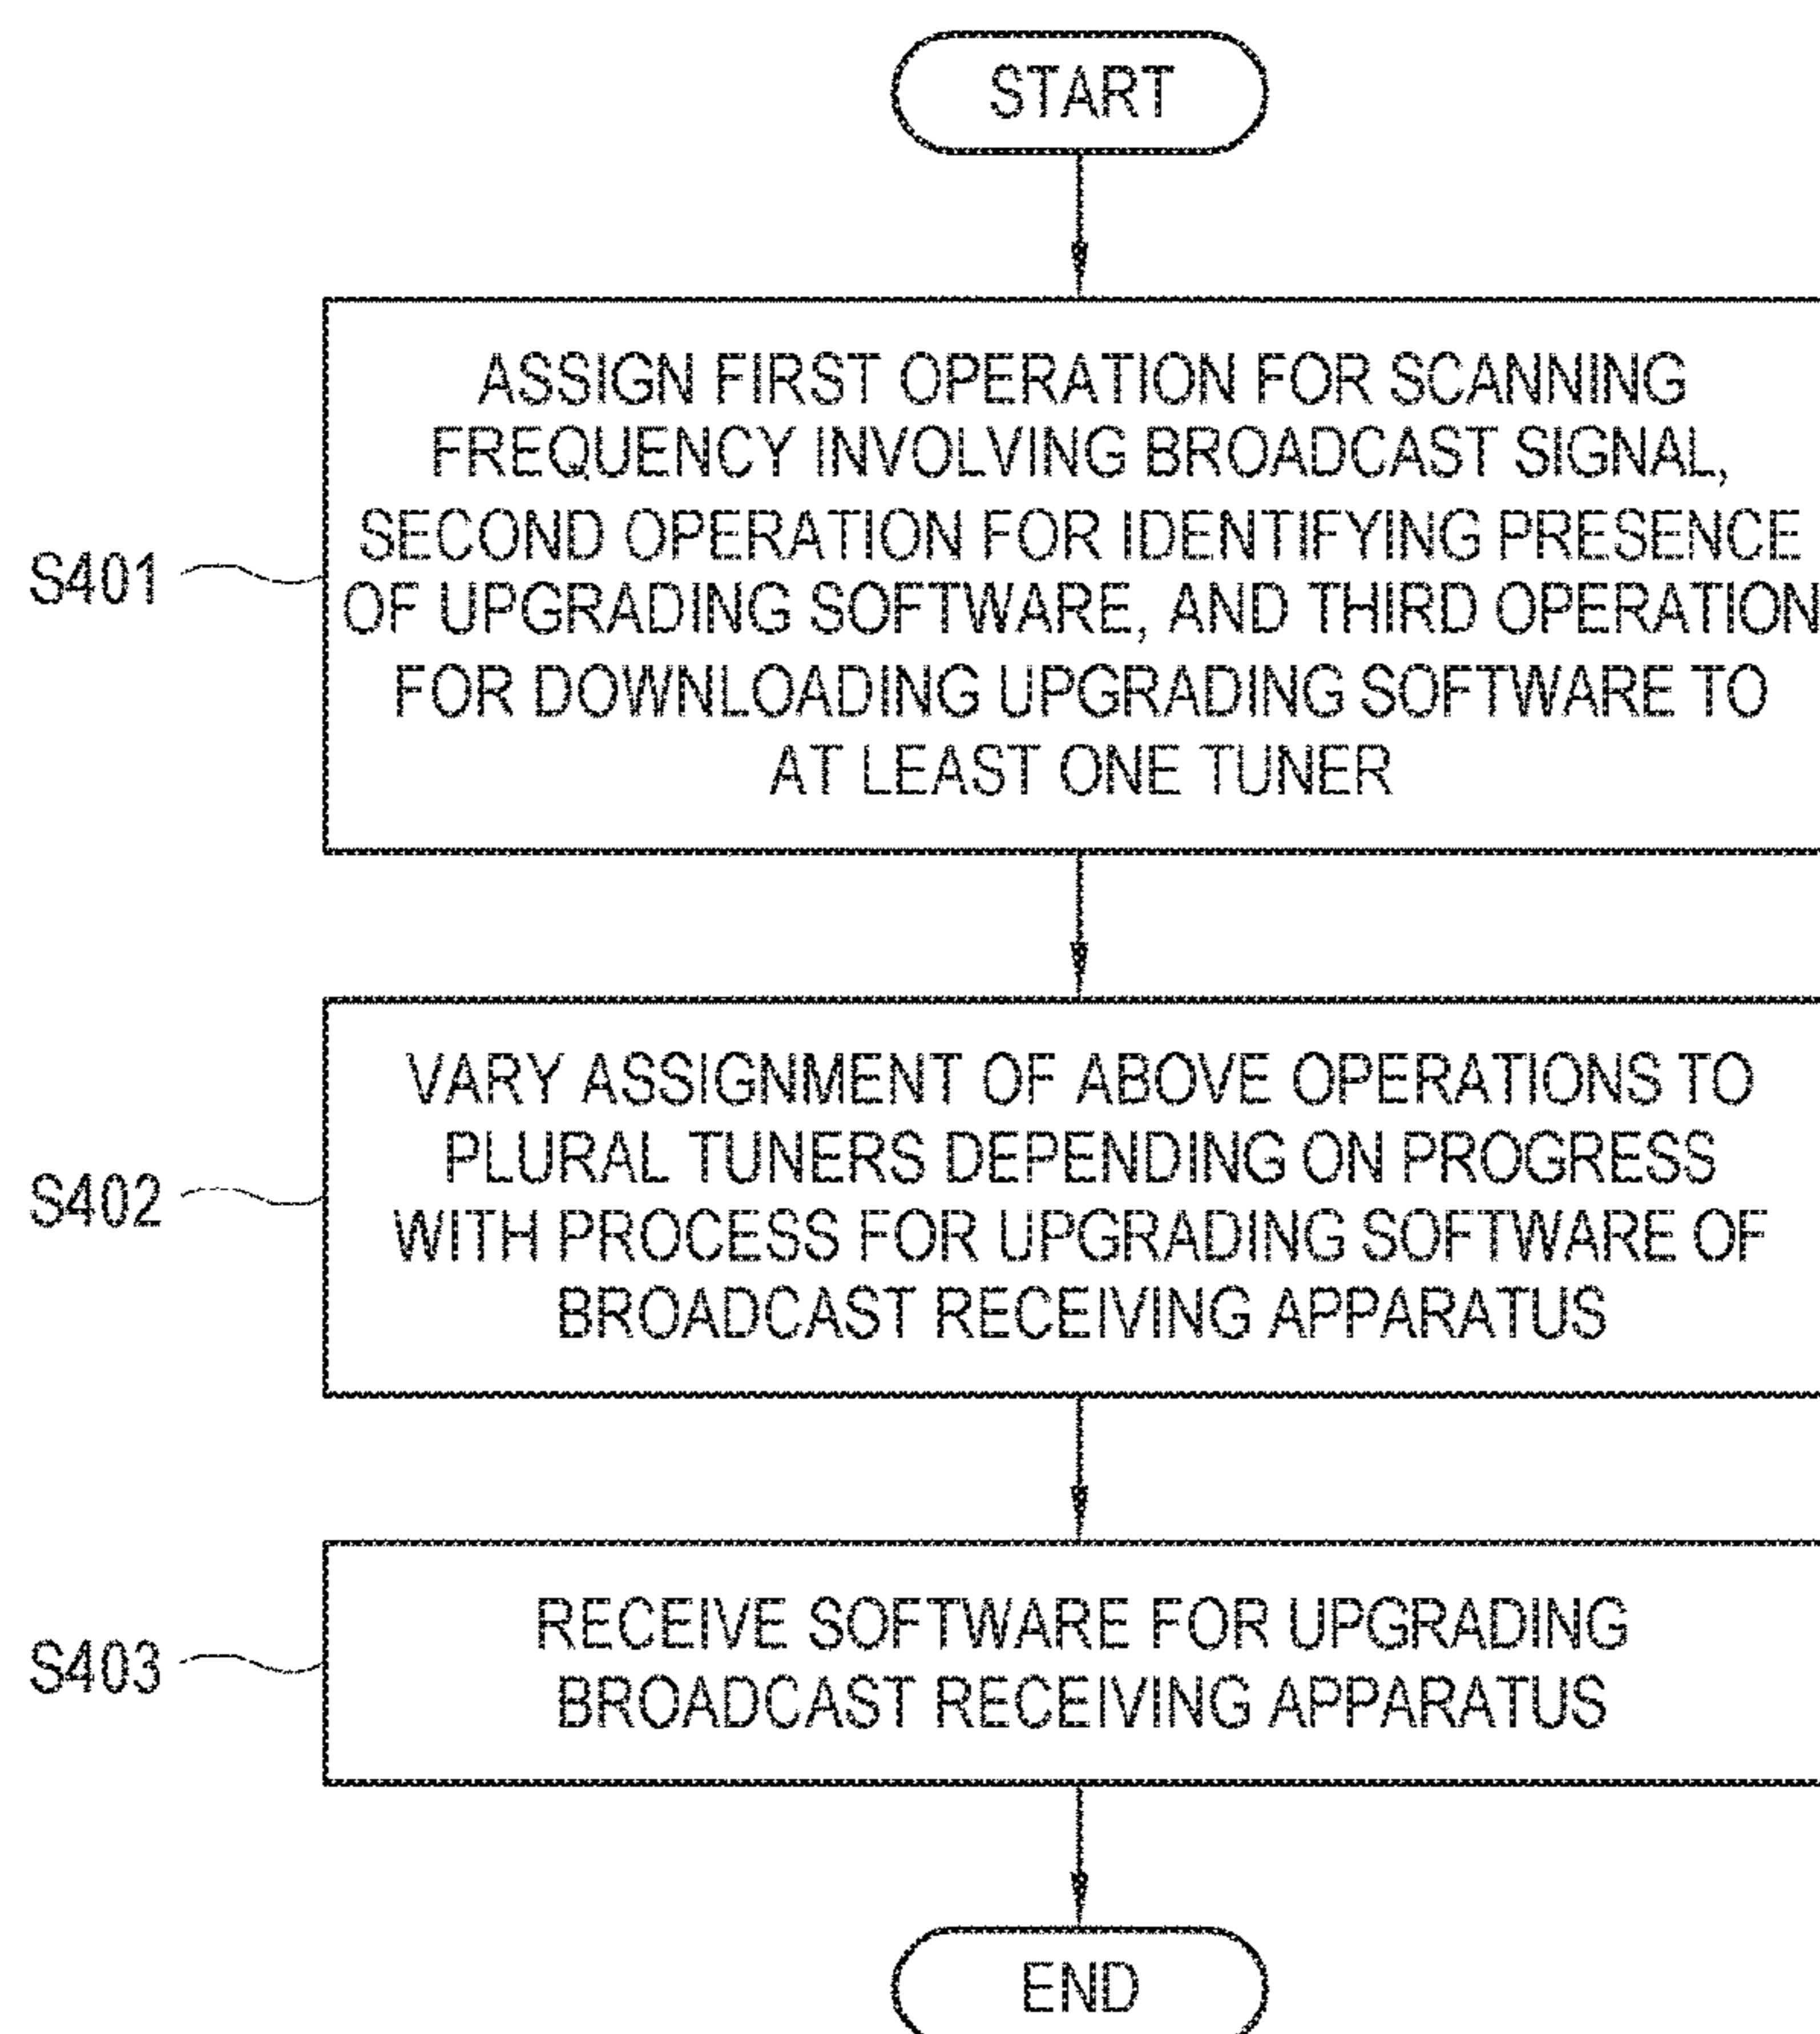 START
ASSIGN FIRST OPERATION FOR SCANNING
FREQUENCY INVOLVING BROADCAST SIGNAL,
SECOND OPERATION FOR IDENTIFYING PRESENCE
S401
OF UPGRADING SOFTWARE, AND THIRD OPERATION
FOR DOWNLOADING UPGRADING SOFTWARE TO
AT LEAST ONE TUNER
VARY ASSIGNMENT OF ABOVE OPERATIONS TO
PLURAL TUNERS DEPENDING ON PROGRESS
S402
WITH PROCESS FOR UPGRADING SOFTWARE OF
BROADCAST RECEIVING APPARATUS
RECEIVE SOFTWARE FOR UPGRADING
S403
BROADCAST RECEIVING APPARATUS
END